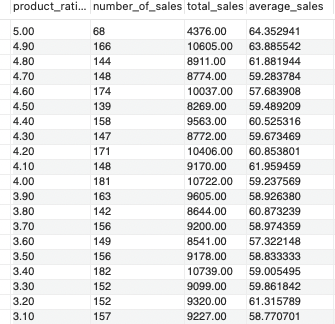 product_rati... number_of_sales total_sales average_sales
5.00 68 4376.00 64.352941
4.90 166 10605.00 63.885542
4.80 144 8911.00 61.881944
4.70 148 8774.00 59.283784
4.60 174 10037.00 57.683908
4.50 139 8269.00 59.489209
4.40 158 9563.00 60.525316
4.30 147 8772.00 59.673469
4.20 171 10406.00 60.853801
4.10 148 9170.00 61.959459
4.00 181 10722.00 59.237569
3.90 163 9605.00 58.926380
3.80 142 8644.00 60.873239
3.70 156 9200.00 58.974359
3.60 149 8541.00 57.322148
3.50 156 9178.00 58.833333
3.40 182 10739.00 59.005495
3.30 152 9099.00 59.861842
3.20 152 9320.00 61.315789
3.10 157 9227.00 58.770701